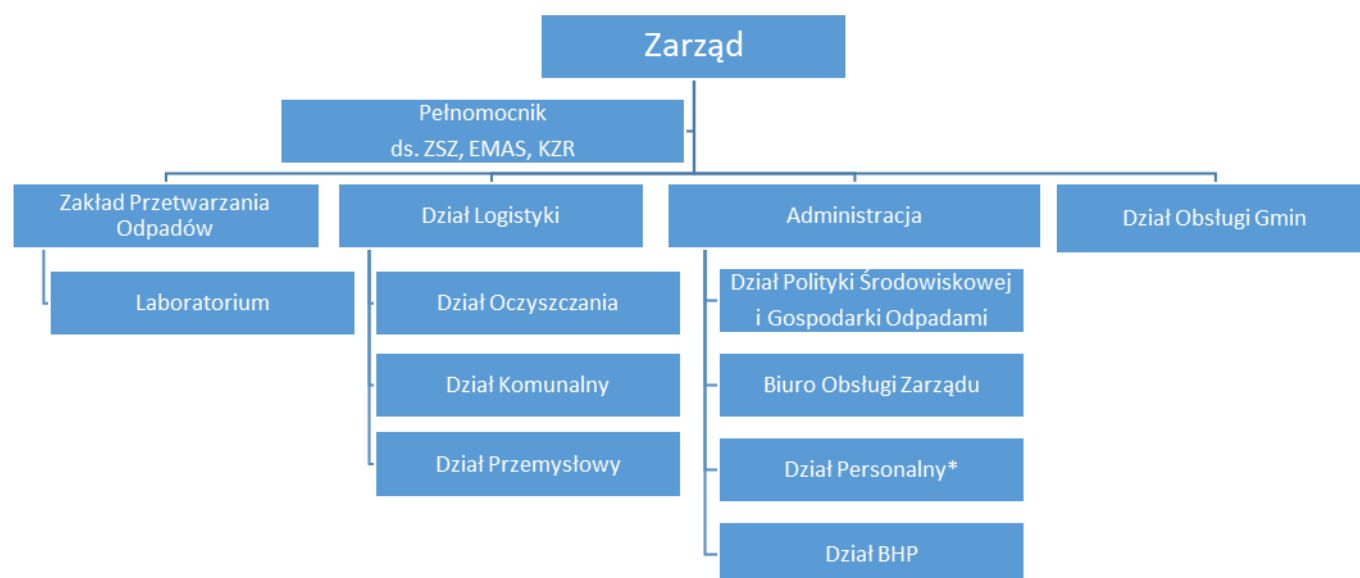 Zarząd
Pełnomocnik
ds. ZSZ, EMAS, KZR
Zakład Przetwarzania
Odpadów
Dział Logistyki
Administracja
Dział Obsługi Gmin
Laboratorium
Dział Oczyszczania
Dział Polityki Środowiskowej
i Gospodarki Odpadami
Dział Komunalny
Biuro Obsługi Zarządu
Dział Przemysłowy
Dział Personalny*
Dział BHP